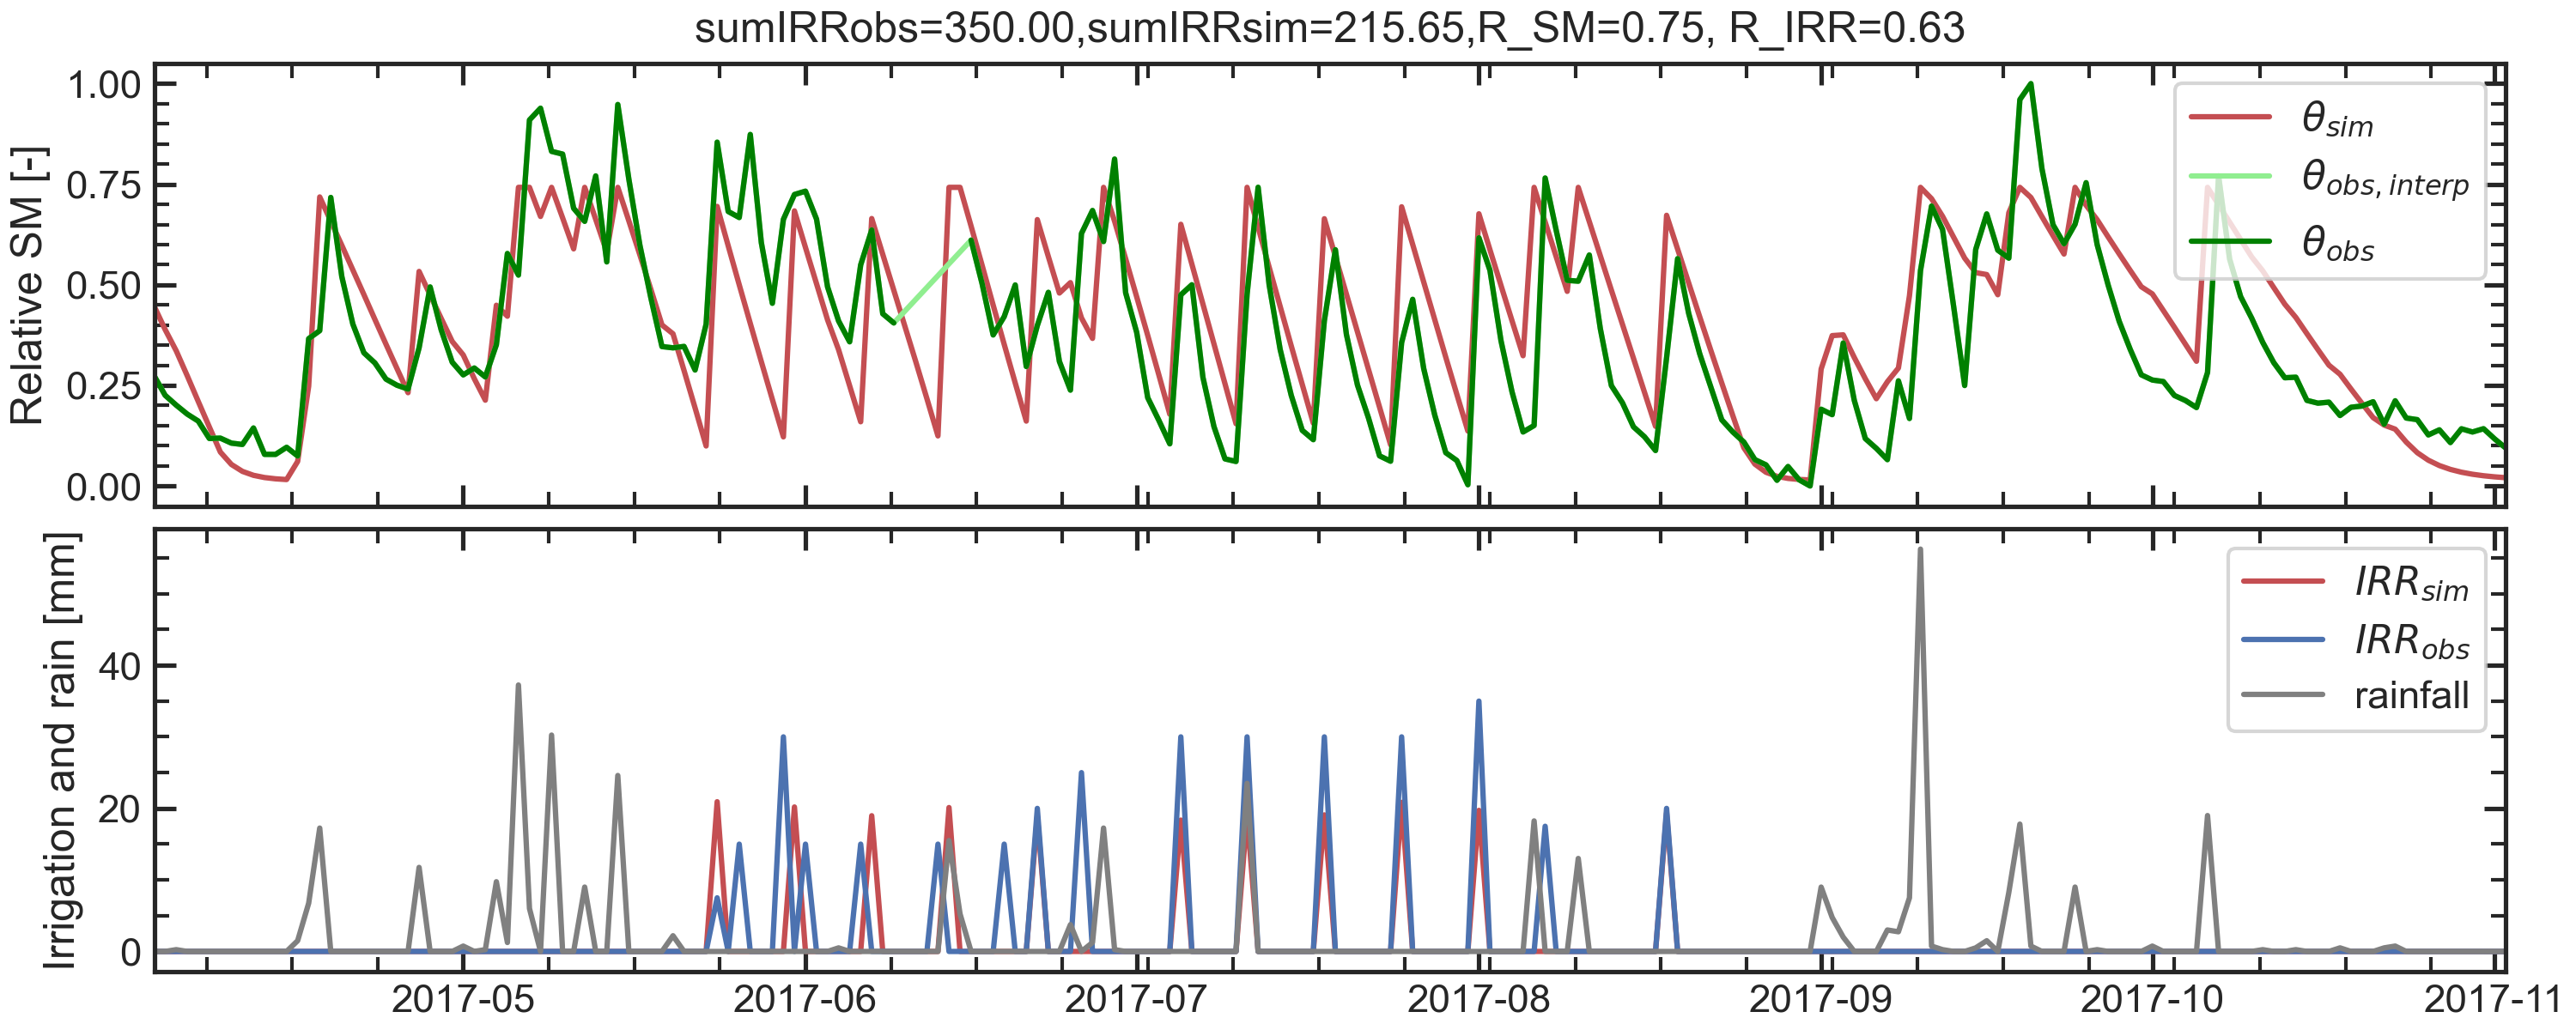 sumIRRobs=350.00,sumIRRsim=215.65,R_SM=0.75, R_IRR=0.63
Relative SM [-]
1.00
0.75
0.50
0.25
0.00
θsim
θobs, interp
θobs
Irrigation and rain [mm]
40
20
0
IRRsim
IRRobs
rainfall
2017-05
2017-06
2017-07
2017-08
2017-09
2017-10
2017-11